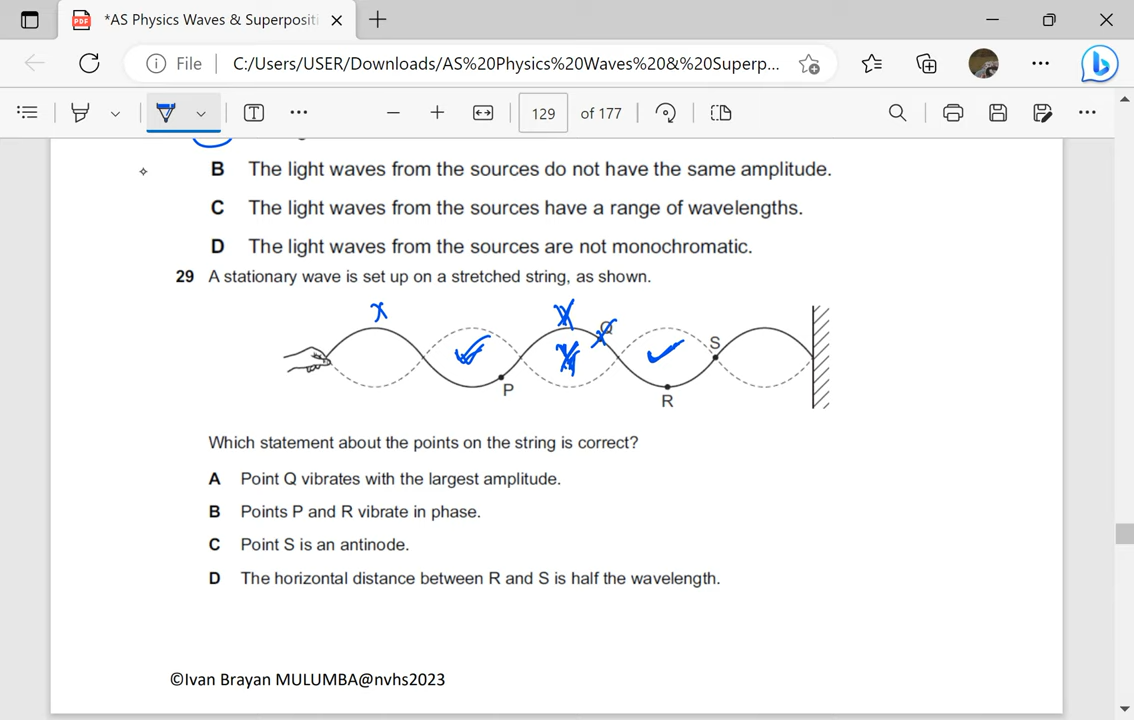 *AS Physics Waves & Superposit
File
C:/Users/USER/Downloads/AS%20Physics%20Waves%20&%20Superp...
129 of 177
B The light waves from the sources do not have the same amplitude.
C The light waves from the sources have a range of wavelengths.
D The light waves from the sources are not monochromatic.
29 A stationary wave is set up on a stretched string, as shown.
Q
S
P
R
Which statement about the points on the string is correct?
A Point Q vibrates with the largest amplitude.
B Points P and R vibrate in phase.
C Point S is an antinode.
D The horizontal distance between R and S is half the wavelength.
©Ivan Brayan MULUMBA@nvhs2023